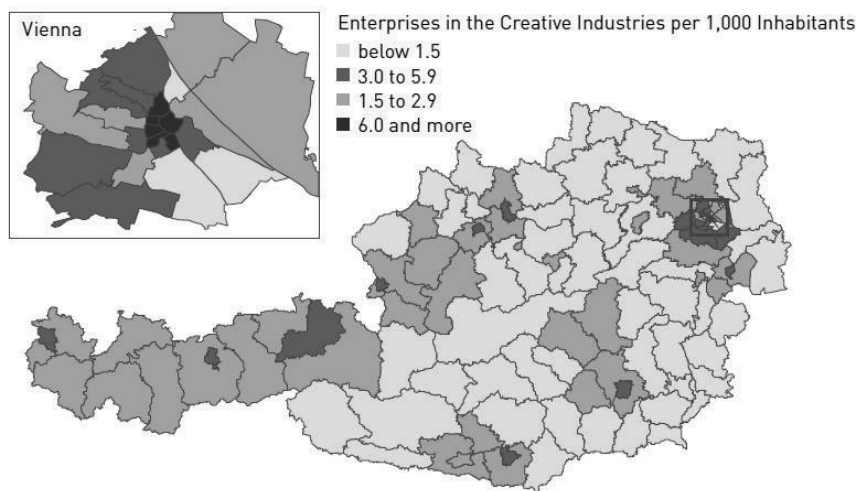 Vienna
Enterprises in the Creative Industries per 1,000 Inhabitants
below 1.5
3.0 to 5.9
1.5 to 2.9
6.0 and more